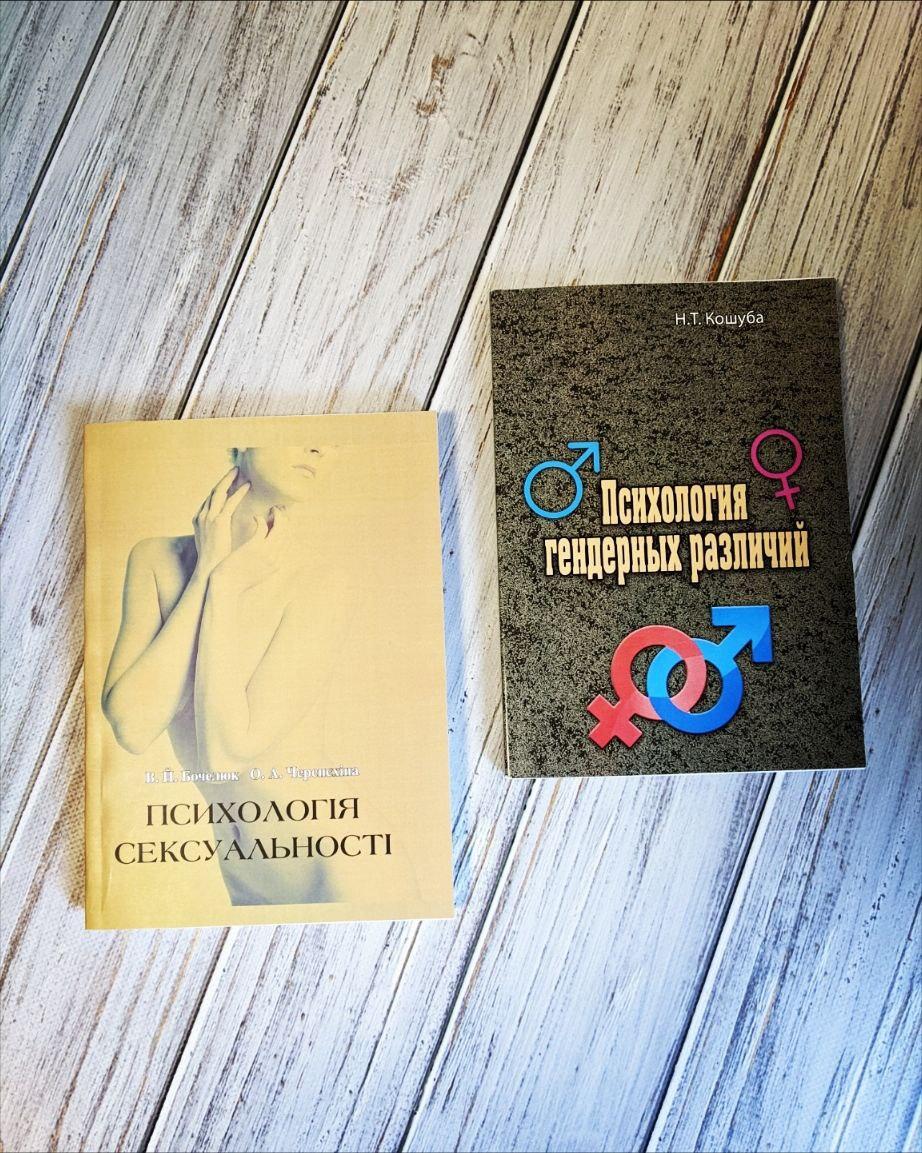 В. Й. Бочелюк О. А. Черепєхіна
ПСИХОЛОГІЯ
СЕКСУАЛЬНОСТІ
Н.Т. Кошуба
Психология
гендерных различий